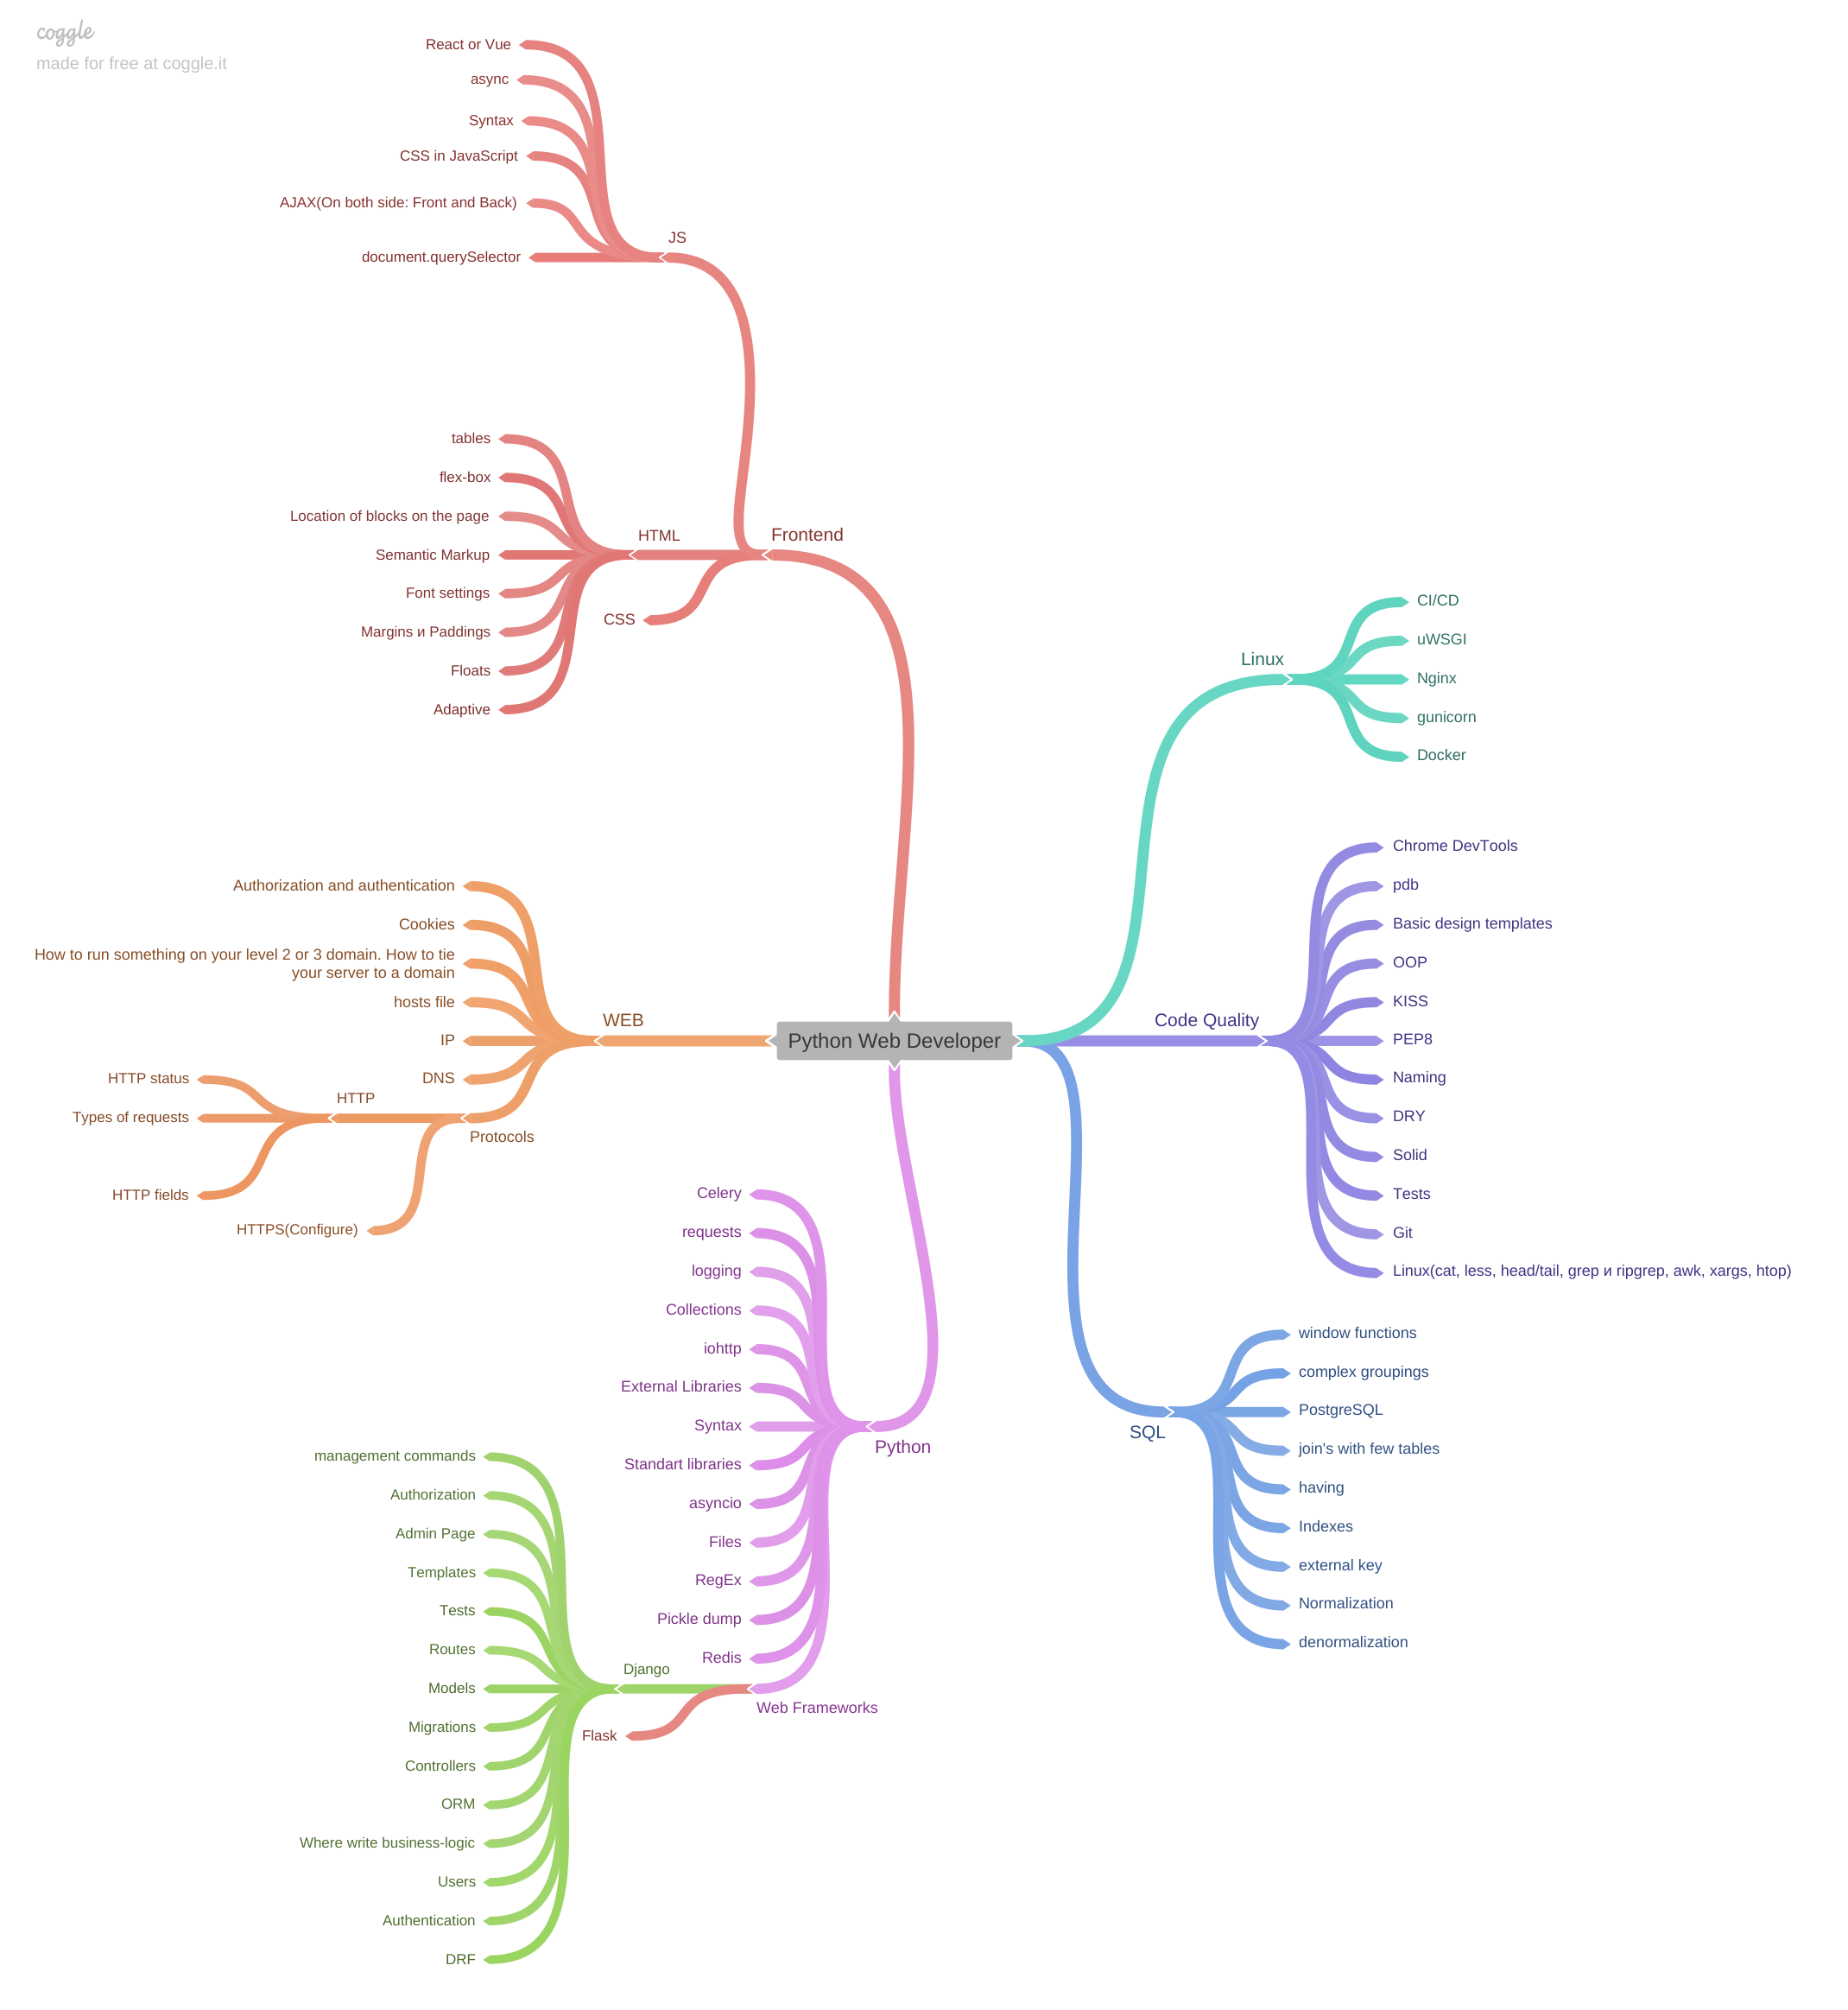 coggle
made for free at coggle.it
React or Vue
async
Syntax
CSS in JavaScript
AJAX(On both side: Front and Back)
document.querySelector
JS
tables
flex-box
Location of blocks on the page
Semantic Markup
Font settings
Margins и Paddings
Floats
Adaptive
HTML
CSS
Frontend
Authorization and authentication
Cookies
How to run something on your level 2 or 3 domain. How to tie
your server to a domain
hosts file
IP
DNS
WEB
HTTP status
Types of requests
HTTP fields
HTTP
HTTPS(Configure)
Protocols
Python Web Developer
Linux
CI/CD
uWSGI
Nginx
gunicorn
Docker
Code Quality
Chrome DevTools
pdb
Basic design templates
OOP
KISS
PEP8
Naming
DRY
Solid
Tests
Git
Linux(cat, less, head/tail, grep и ripgrep, awk, xargs, htop)
SQL
window functions
complex groupings
PostgreSQL
join's with few tables
having
Indexes
external key
Normalization
denormalization
Celery
requests
logging
Collections
iohttp
External Libraries
Syntax
Standart libraries
asyncio
Files
RegEx
Pickle dump
Redis
Python
Web Frameworks
Django
Flask
management commands
Authorization
Admin Page
Templates
Tests
Routes
Models
Migrations
Controllers
ORM
Where write business-logic
Users
Authentication
DRF